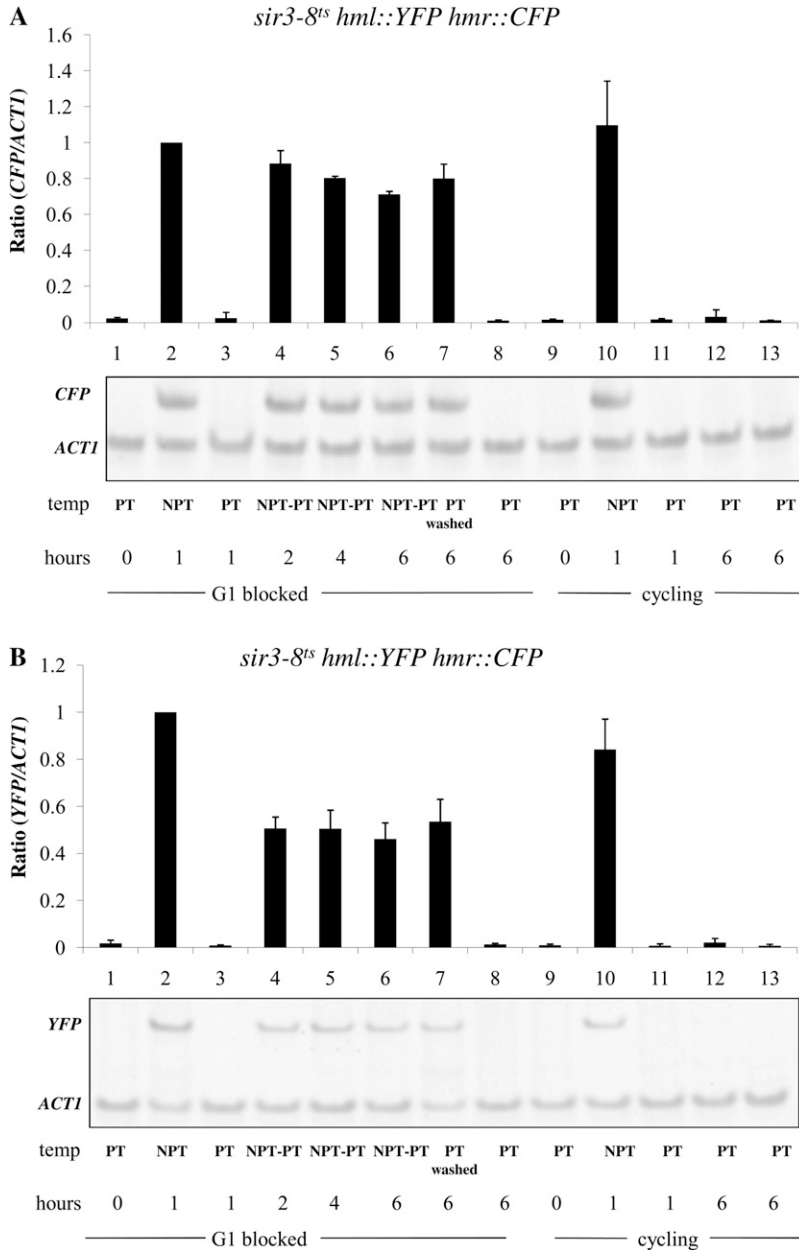 A
sir3-8ts hml::YFP hmr::CFP
Ratio (CFP/ACT1)
1.6
1.4
1.2
1
0.8
0.6
0.4
0.2
0
1 2 3 4 5 6 7 8 9 10 11 12 13
CFP
ACT1
temp PT NPT PT NPT-PT NPT-PT NPT-PT PT PT PT NPT PT PT PT
washed
hours 0 1 1 2 4 6 6 6 0 1 1 6 6
G1 blocked cycling
B
sir3-8ts hml::YFP hmr::CFP
Ratio (YFP/ACT1)
1.2
1
0.8
0.6
0.4
0.2
0
1 2 3 4 5 6 7 8 9 10 11 12 13
YFP
ACT1
temp PT NPT PT NPT-PT NPT-PT NPT-PT PT PT PT NPT PT PT PT
washed
hours 0 1 1 2 4 6 6 6 0 1 1 6 6
G1 blocked cycling